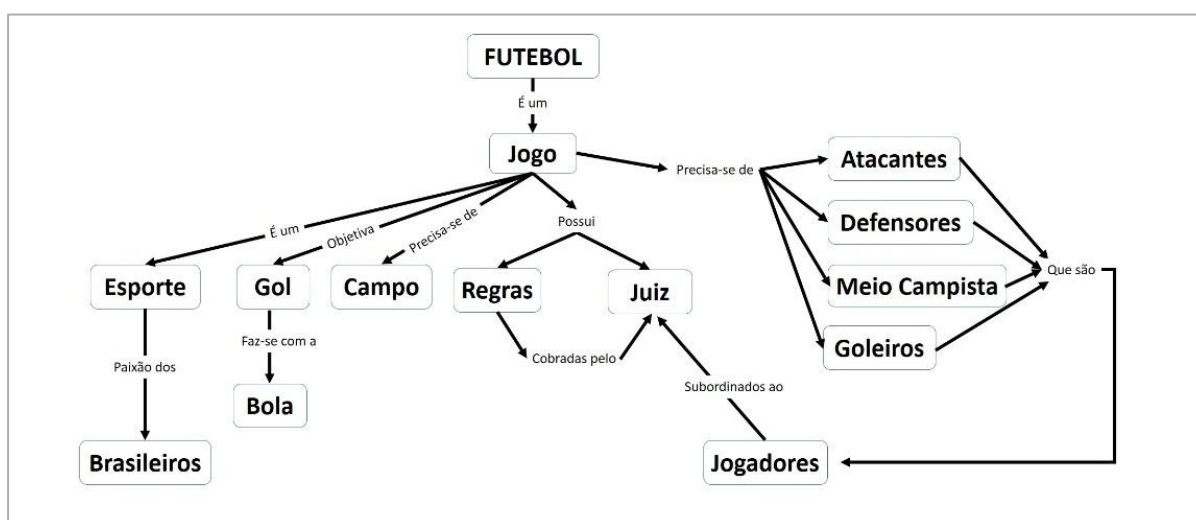 FUTEBOL
É um
Jogo
Precisa-se de
Atacantes
Defensores
Meio Campista
Goleiros
Que são
É um
Objetiva
Precisa-se de
Possui
Esporte
Gol
Campo
Regras
Juiz
Paixão dos
Faz-se com a
Cobradas pelo
Subordinados ao
Bola
Brasileiros
Jogadores